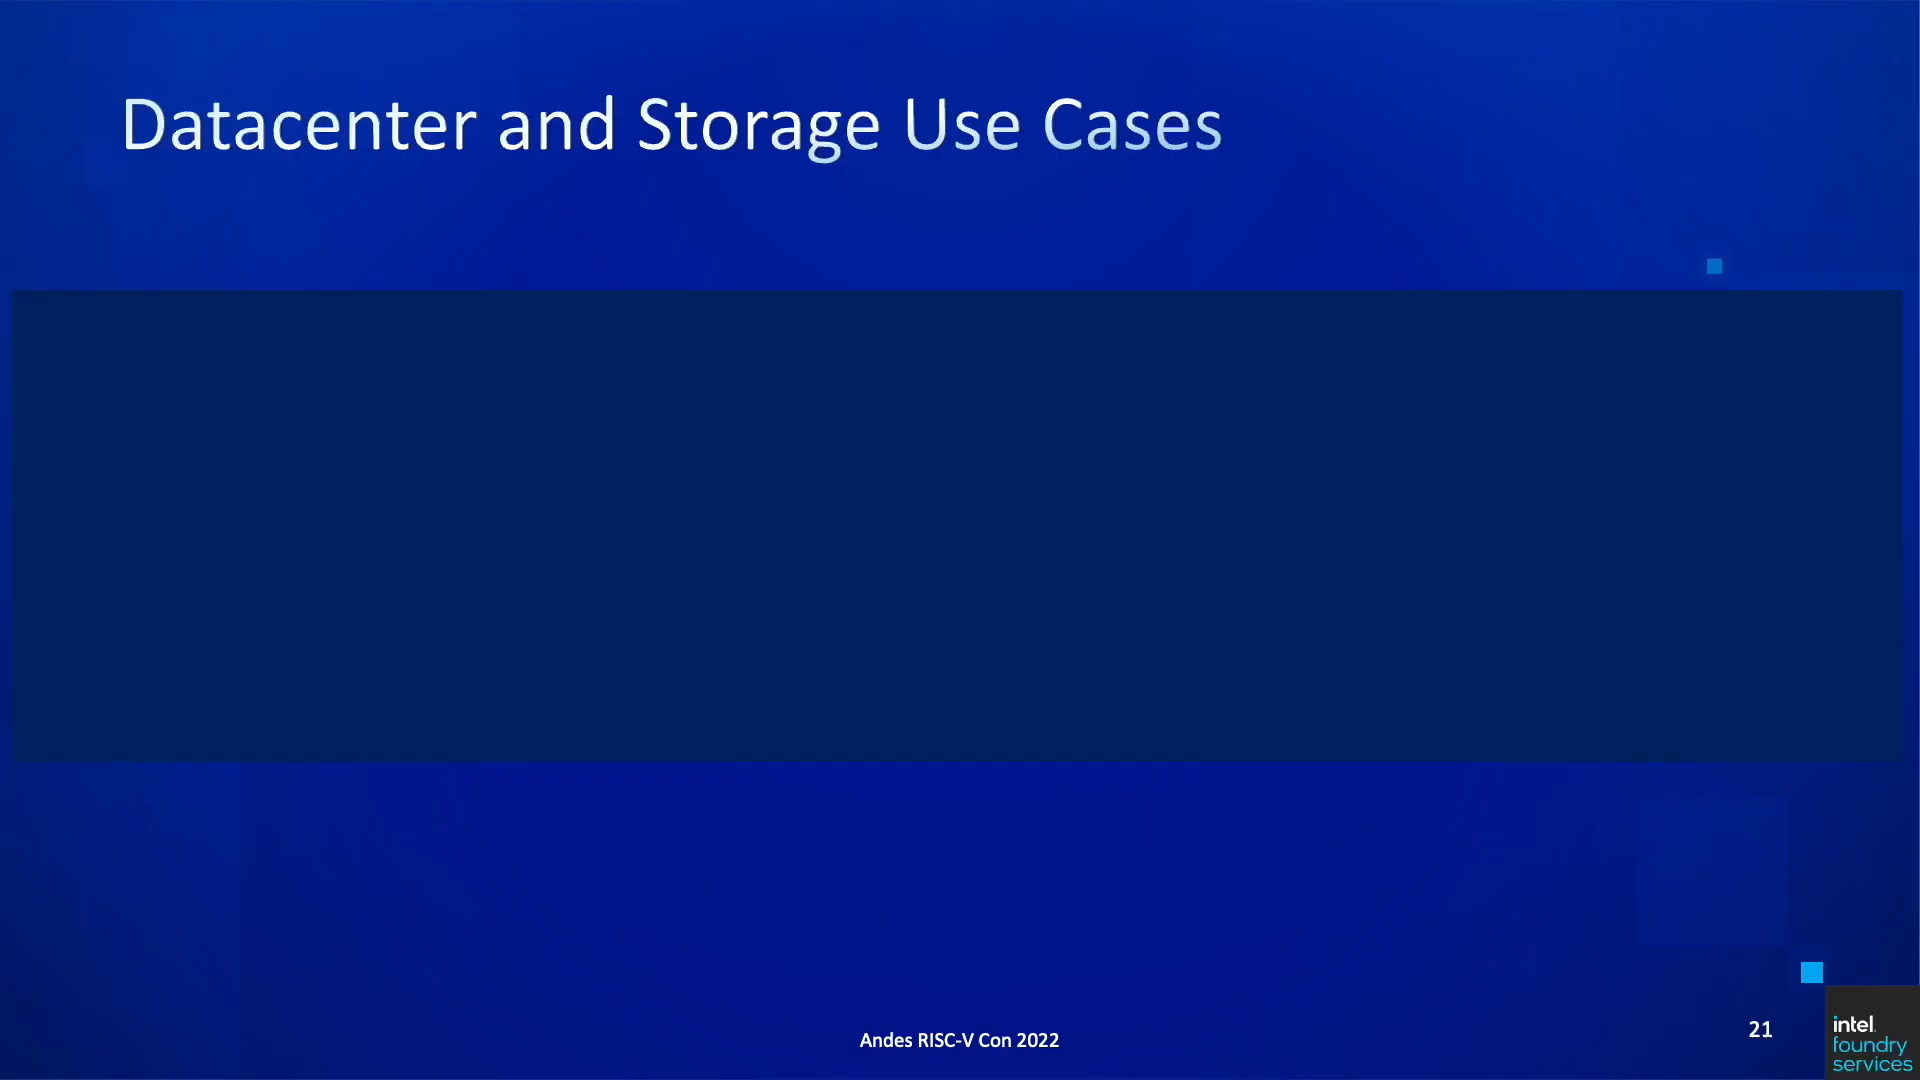 Datacenter and Storage Use Cases
Andes RISC-V Con 2022
21
intel
foundry
services